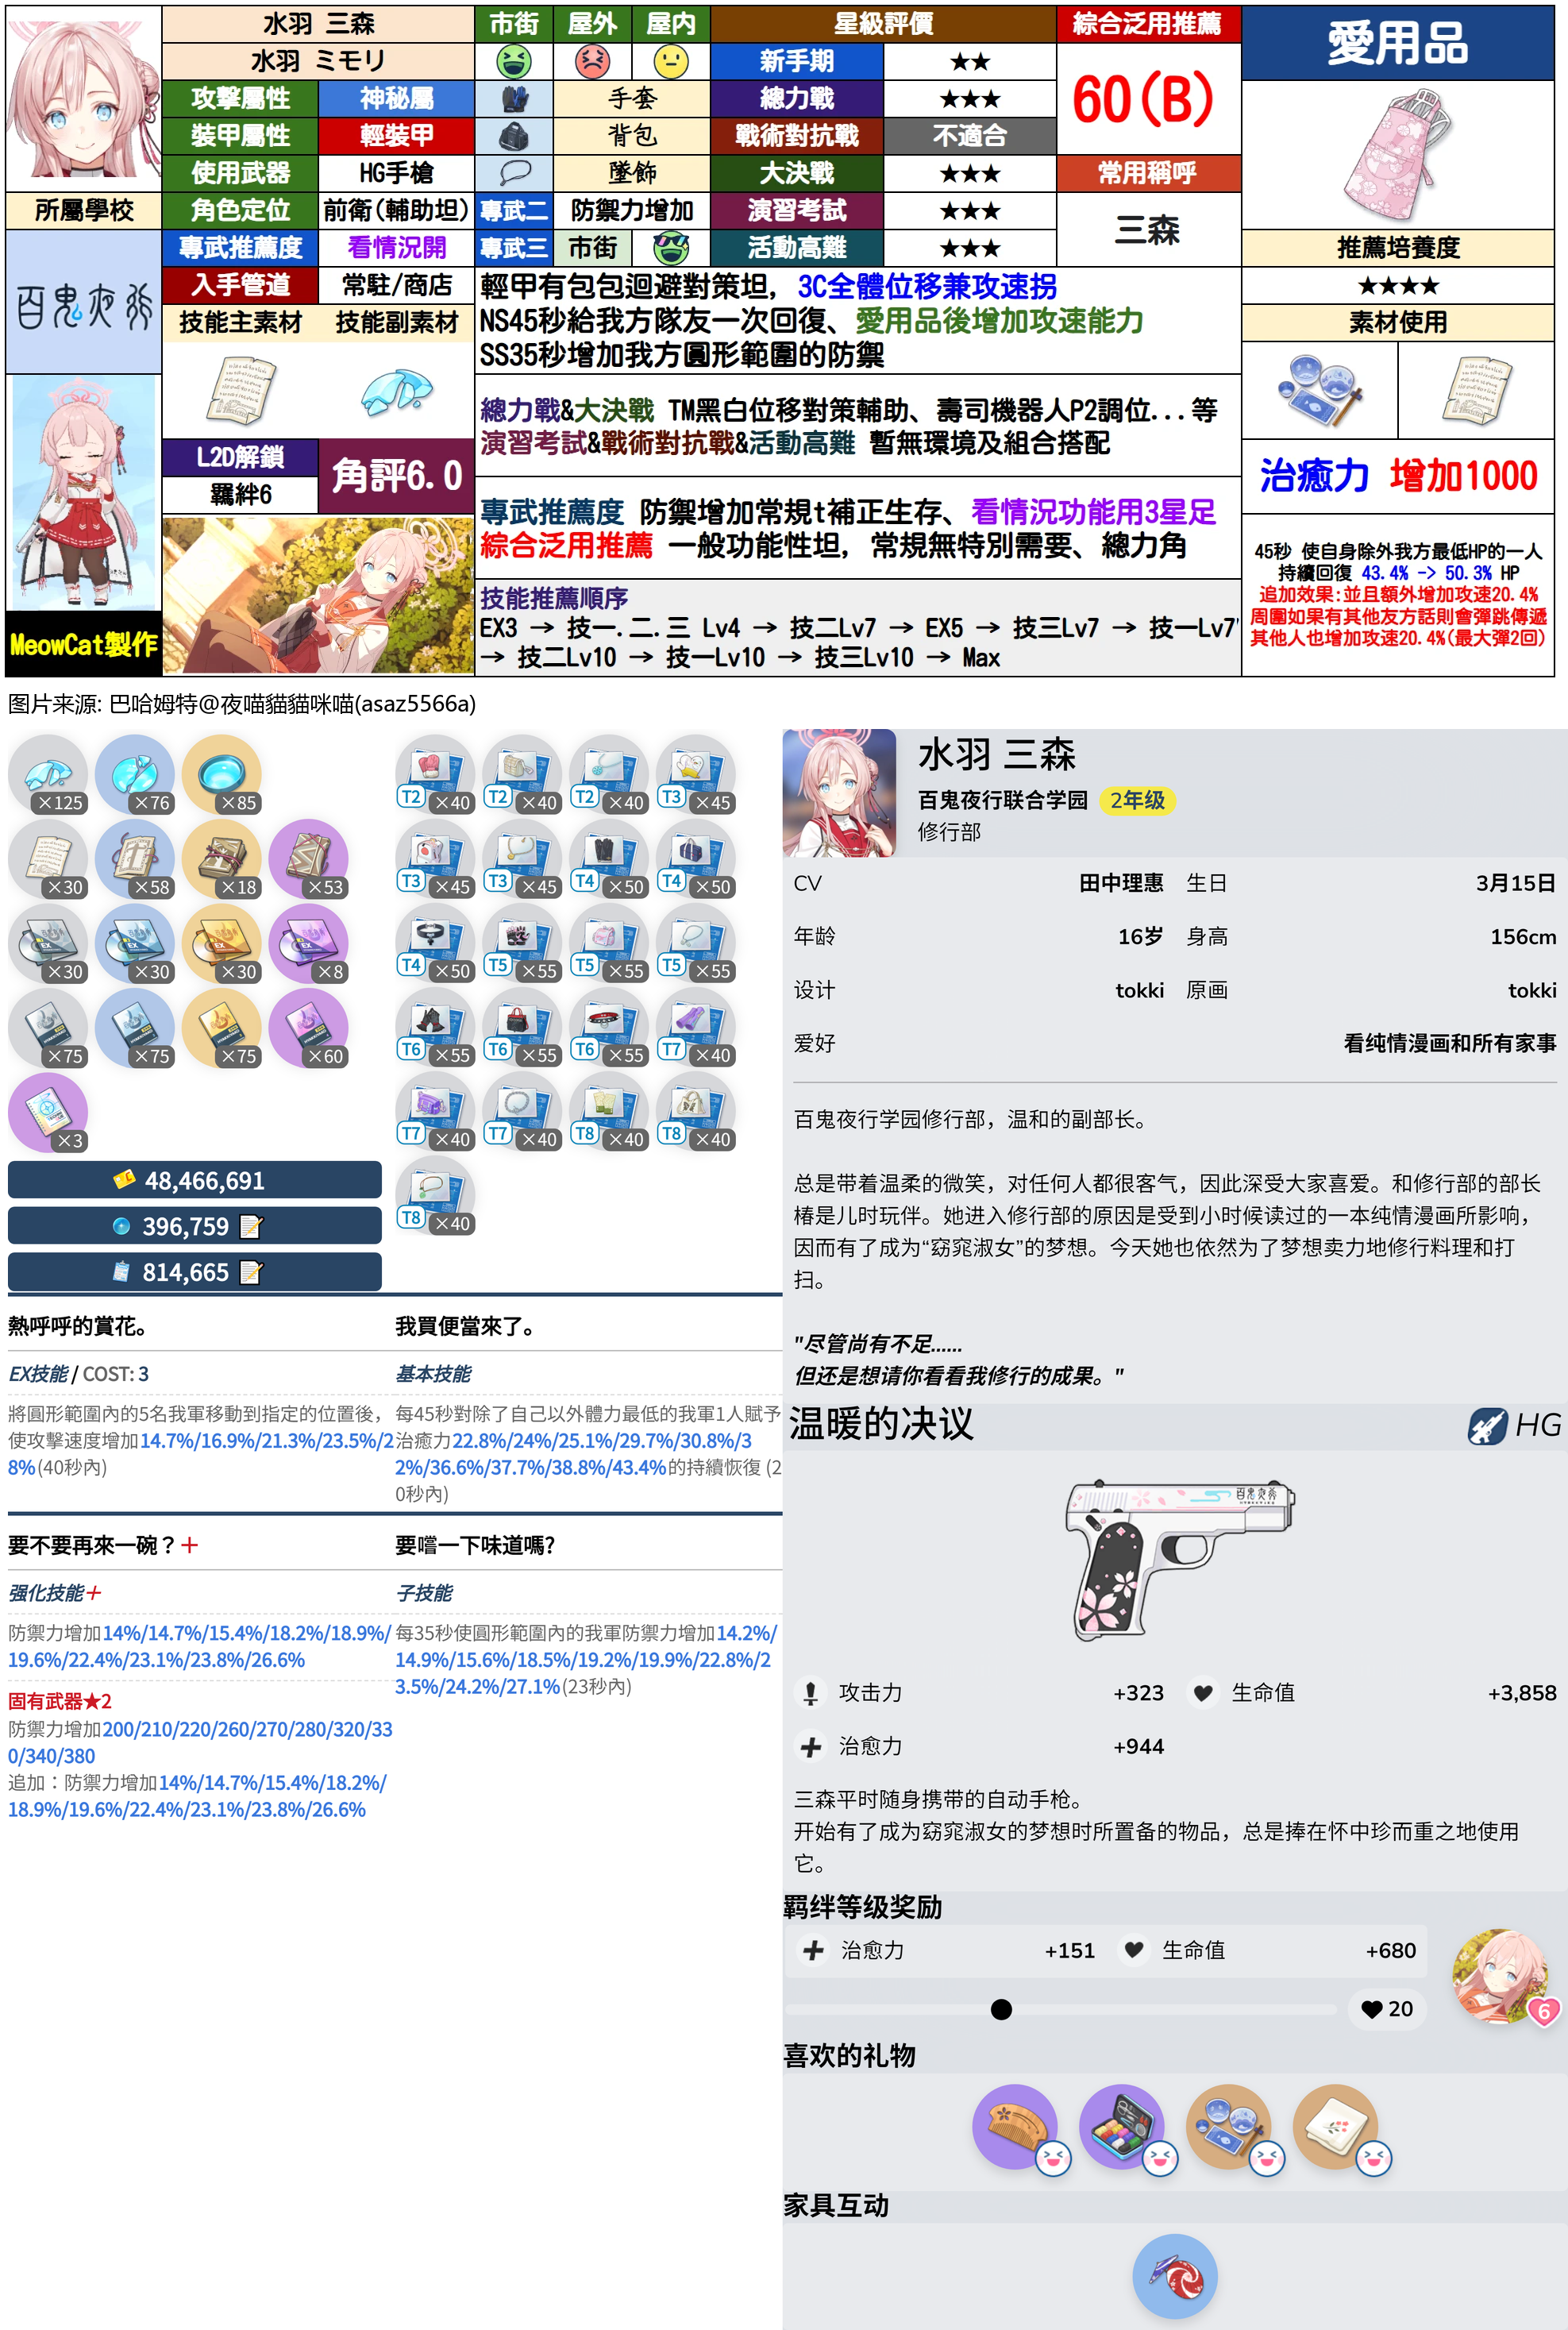 水羽 三森
水羽 ミモリ
市街 屋外 屋內
星級評價
綜合泛用推薦
愛用品
新手期 ★★
60(B)
攻擊屬性 神秘屬
手套
總力戰 ★★★
裝甲屬性 輕裝甲
背包
戰術對抗戰 不適合
使用武器 HG手槍
墜飾
大決戰 ★★★
常用稱呼
所屬學校
角色定位 前衛(輔助坦)
專武二 防禦力增加
演習考試 ★★★
三森
專武推薦度 看情況開
專武三 市街
活動高難 ★★★
推薦培養度
百鬼夜行
入手管道 常駐/商店
輕甲有包包迴避對策坦, 3C全體位移兼攻速拐
★★★★
技能主素材 技能副素材
NS45秒給我方隊友一次回復、愛用品後增加攻速能力
素材使用
SS35秒增加我方圓形範圍的防禦
總力戰&大決戰 TM黑白位移對策輔助、壽司機器人P2調位...等
演習考試&戰術對抗戰&活動高難 暫無環境及組合搭配
L2D解鎖
羈絆6
角評6.0
治癒力 增加1000
專武推薦度 防禦增加常規t補正生存、看情況功能用3星足
綜合泛用推薦 一般功能性坦, 常規無特別需要、總力角
45秒 使自身除外我方最低HP的一人
持續回復 43.4% -> 50.3% HP
追加效果:並且額外增加攻速20.4%
周圍如果有其他友方話則會彈跳傳遞
其他人也增加攻速20.4%(最大彈2回)
技能推薦順序
EX3 → 技一.二.三 Lv4 → 技二Lv7 → EX5 → 技三Lv7 → 技一Lv7
→ 技二Lv10 → 技一Lv10 → 技三Lv10 → Max
MeowCat製作
图片来源: 巴哈姆特@夜喵貓貓咪喵(asaz5566a)
×125 ×76 ×85
×30 ×58 ×18 ×53
×30 ×30 ×30 ×8
×75 ×75 ×75 ×60
×3
48,466,691
396,759
814,665
T2 ×40 T2 ×40 T2 ×40 T3 ×45
T3 ×45 T3 ×45 T4 ×50 T4 ×50
T4 ×50 T5 ×55 T5 ×55 T5 ×55
T6 ×55 T6 ×55 T6 ×55 T7 ×40
T7 ×40 T7 ×40 T8 ×40 T8 ×40
T8 ×40
熱呼呼的賞花。
EX技能 / COST: 3
將圓形範圍內的5名我軍移動到指定的位置後,
使攻擊速度增加14.7%/16.9%/21.3%/23.5%/2
8%(40秒內)
我買便當來了。
基本技能
每45秒對除了自己以外體力最低的我軍1人賦予
治癒力22.8%/24%/25.1%/29.7%/30.8%/3
2%/36.6%/37.7%/38.8%/43.4%的持續恢復 (2
0秒內)
要不要再來一碗？+
强化技能+
防禦力增加14%/14.7%/15.4%/18.2%/18.9%/
19.6%/22.4%/23.1%/23.8%/26.6%
固有武器★2
防禦力增加200/210/220/260/270/280/320/33
0/340/380
追加：防禦力增加14%/14.7%/15.4%/18.2%/
18.9%/19.6%/22.4%/23.1%/23.8%/26.6%
要嚐一下味道嗎?
子技能
每35秒使圓形範圍內的我軍防禦力增加14.2%/
14.9%/15.6%/18.5%/19.2%/19.9%/22.8%/2
3.5%/24.2%/27.1%(23秒內)
水羽 三森
百鬼夜行联合学园 2年级
修行部
CV 田中理惠 生日 3月15日
年龄 16岁 身高 156cm
设计 tokki 原画 tokki
爱好 看纯情漫画和所有家事
百鬼夜行学园修行部，温和的副部长。
总是带着温柔的微笑，对任何人都很客气，因此深受大家喜爱。和修行部的部长
椿是儿时玩伴。她进入修行部的原因是受到小时候读过的一本纯情漫画所影响，
因而有了成为“窈窕淑女”的梦想。今天她也依然为了梦想卖力地修行料理和打
扫。
"尽管尚有不足……
但还是想请你看看我修行的成果。"
温暖的决议
HG
百鬼夜行
攻击力 +323 生命值 +3,858
治愈力 +944
三森平时随身携带的自动手枪。
开始有了成为窈窕淑女的梦想时所置备的物品，总是捧在怀中珍而重之地使用
它。
羁绊等级奖励
治愈力 +151 生命值 +680
20
6
喜欢的礼物
家具互动